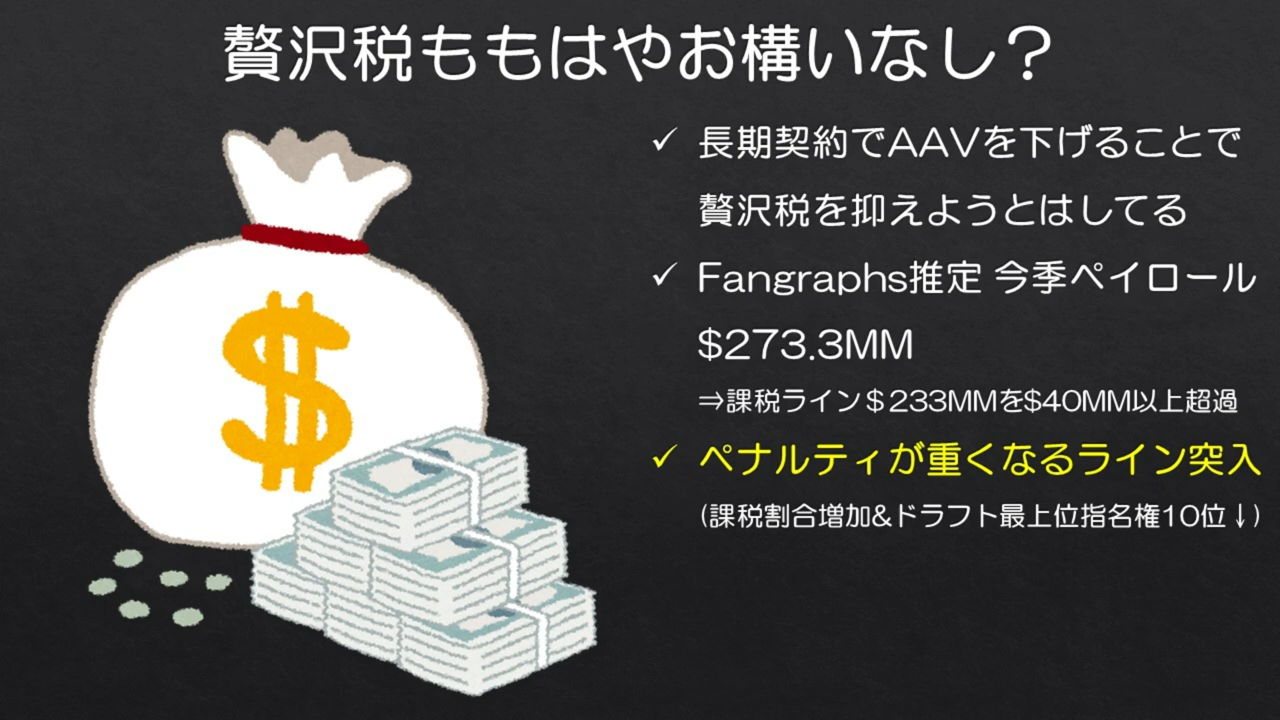 贅沢税ももはやお構いなし？
✓ 長期契約でAAVを下げることで
贅沢税を抑えようとはしてる
✓ Fangraphs推定 今季ペイロール
$273.3MM
⇒課税ライン＄233MMを$40MM以上超過
✓ ペナルティが重くなるライン突入
(課税割合増加&ドラフト最上位指名権10位↓)
$